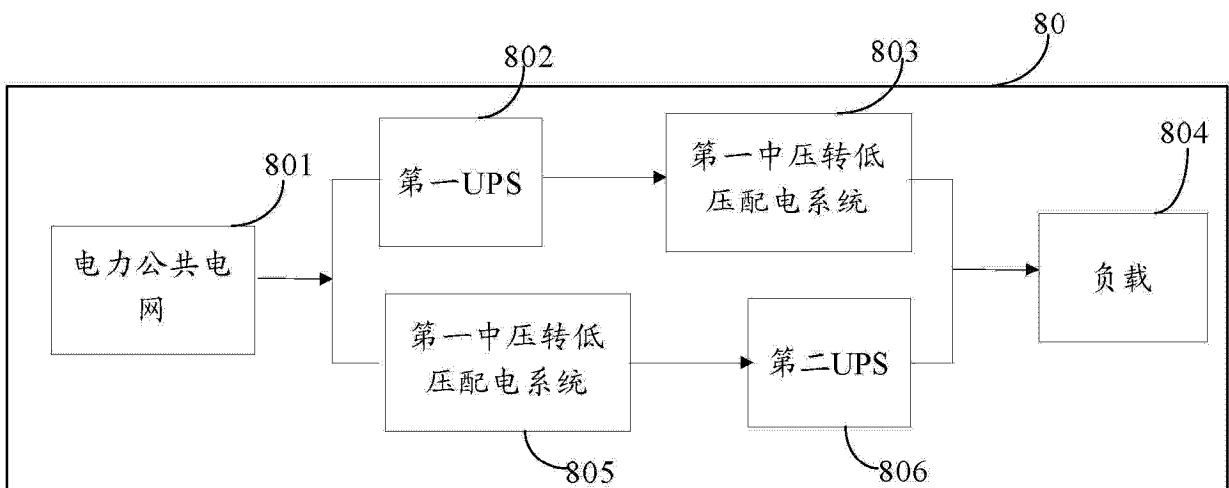 80
802
803
801
804
第一UPS
第一中压转低
压配电系统
电力公共电
网
负载
第一中压转低
压配电系统
第二UPS
805
806